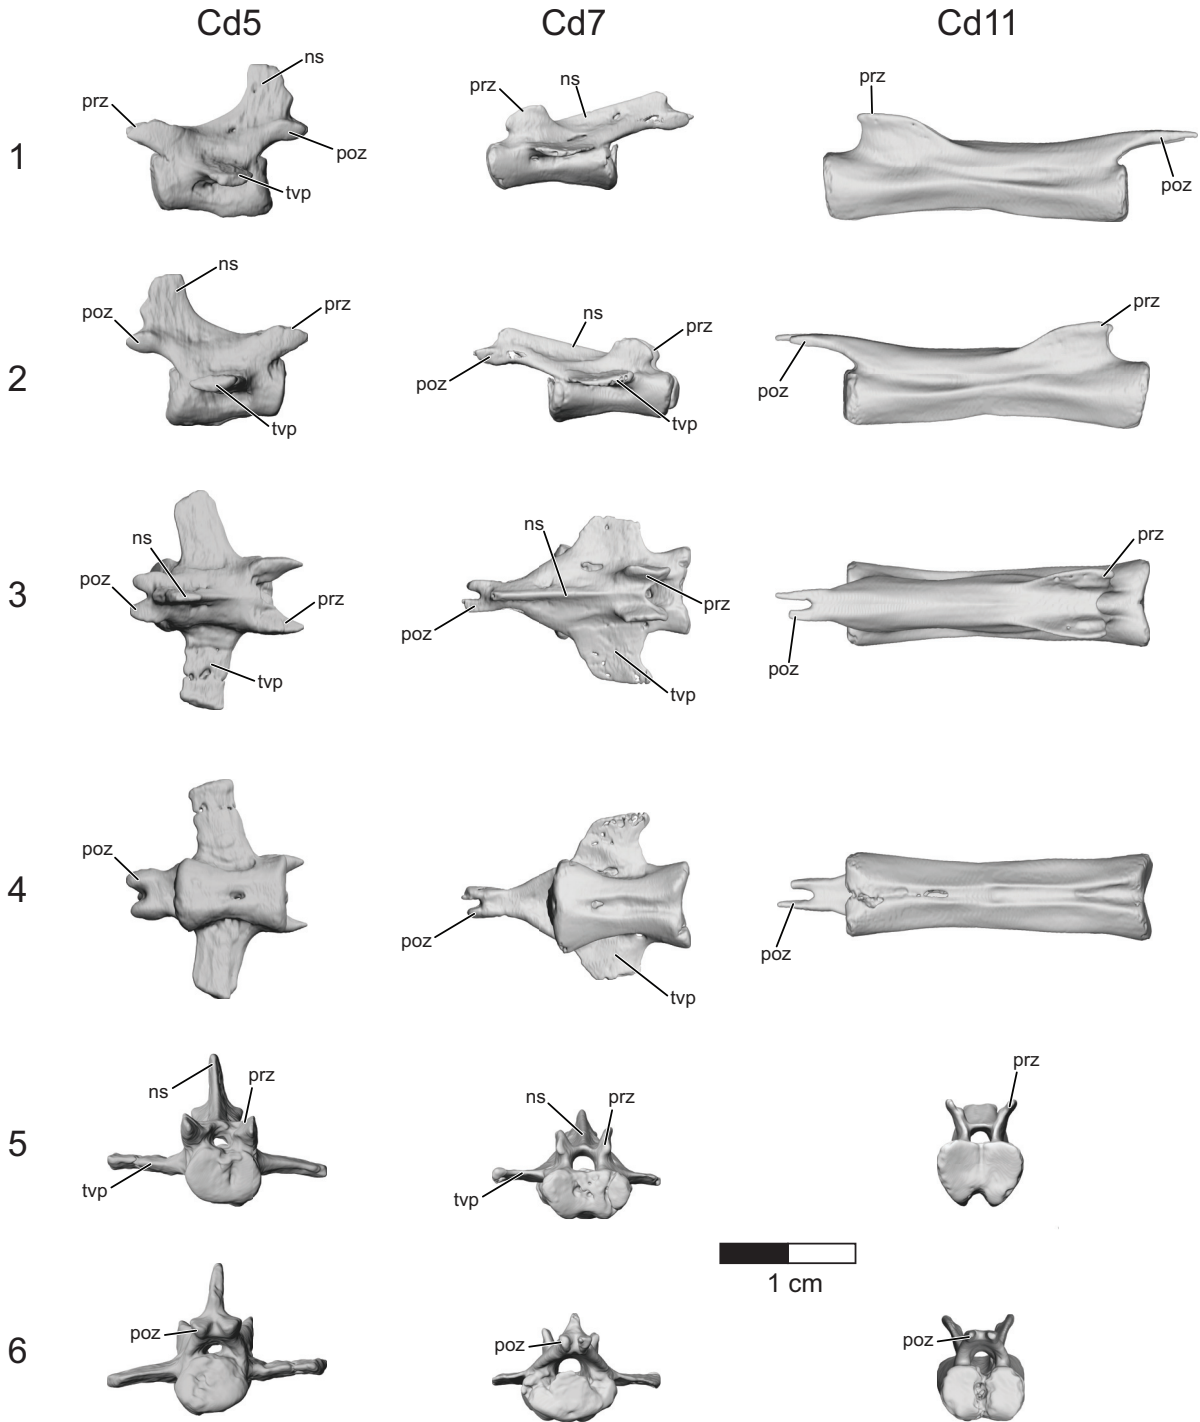 Cd5 Cd7 Cd11
1
prz ns poz tvp
prz ns
prz poz
2
poz ns prz tvp
poz ns prz tvp
poz prz
3
ns poz prz tvp
ns poz prz tvp
prz poz
4
poz
poz tvp
poz
5
ns prz tvp
ns prz tvp
prz
1 cm
6
poz
poz
poz